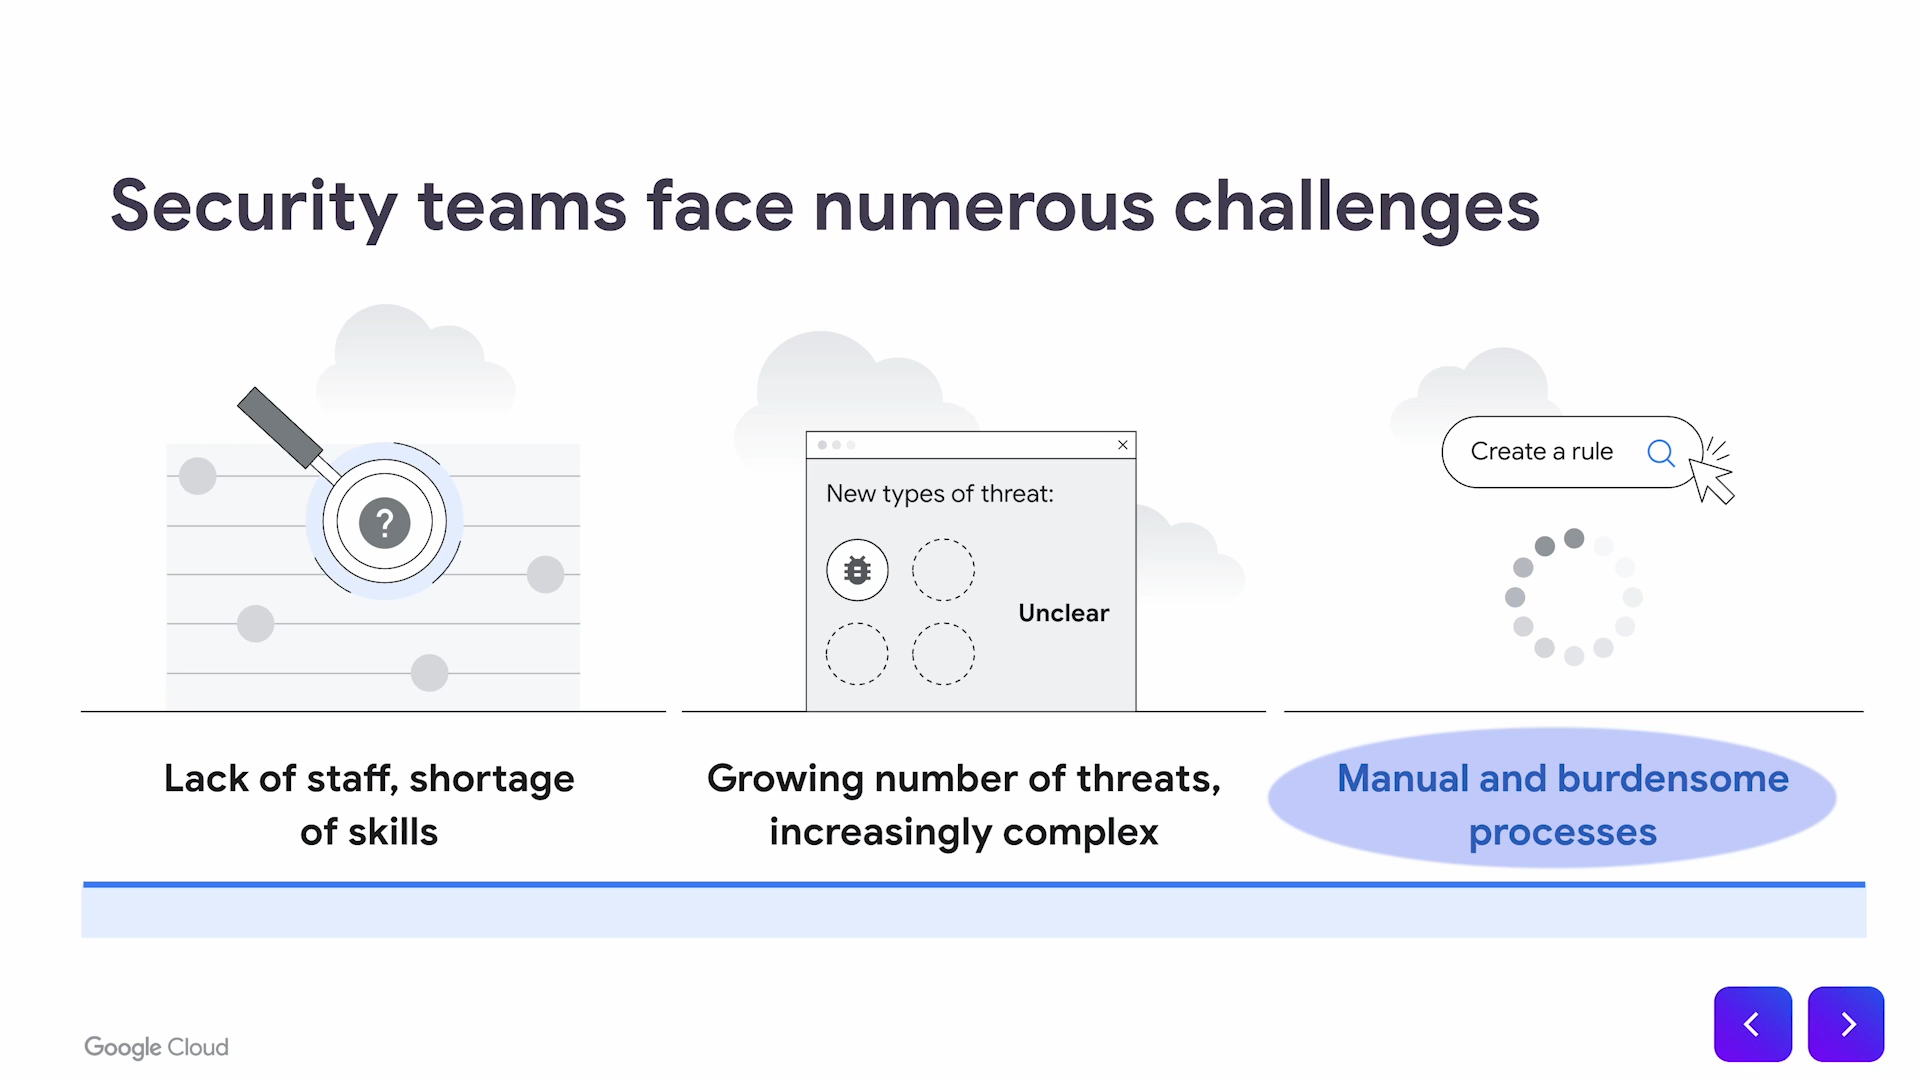 Security teams face numerous challenges
?
Lack of staff, shortage
of skills
New types of threat:
Unclear
Growing number of threats,
increasingly complex
Create a rule
Manual and burdensome
processes
Google Cloud